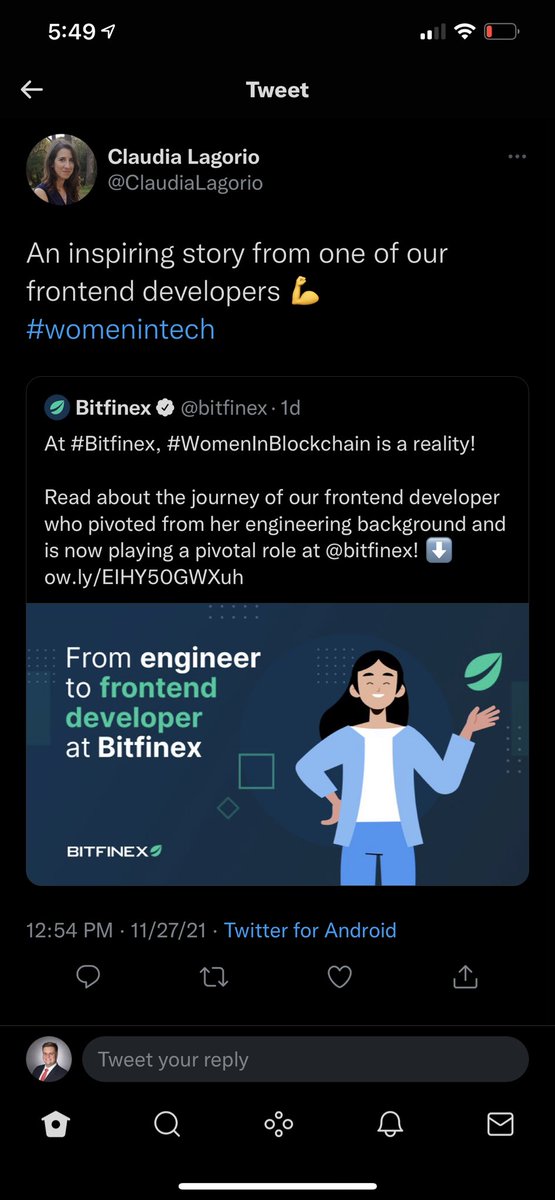 5:49
Tweet
Claudia Lagorio
@ClaudiaLagorio
An inspiring story from one of our
frontend developers 💪
#womenintech
Bitfinex @bitfinex · 1d
At #Bitfinex, #WomenInBlockchain is a reality!
Read about the journey of our frontend developer
who pivoted from her engineering background and
is now playing a pivotal role at @bitfinex! ⬇️
ow.ly/EIHY50GWXuh
From engineer
to frontend
developer
at Bitfinex
BITFINEX
12:54 PM · 11/27/21 · Twitter for Android
Tweet your reply